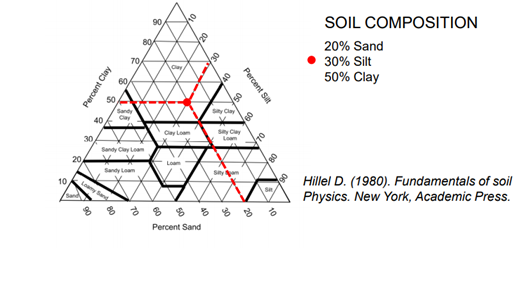 SOIL COMPOSITION
20% Sand
30% Silt
50% Clay
Hillel D. (1980). Fundamentals of soil
Physics. New York, Academic Press.
Percent Clay
Percent Silt
Percent Sand
90
80
70
60
50
40
30
20
10
10
20
30
40
50
60
70
80
90
90
80
70
60
50
40
30
20
10
Clay
Sandy
Clay
Silty Clay
Clay Loam
Silty Clay
Loam
Sandy Clay Loam
Loam
Sandy Loam
Silty Loam
Loamy Sand
Sand
Silt